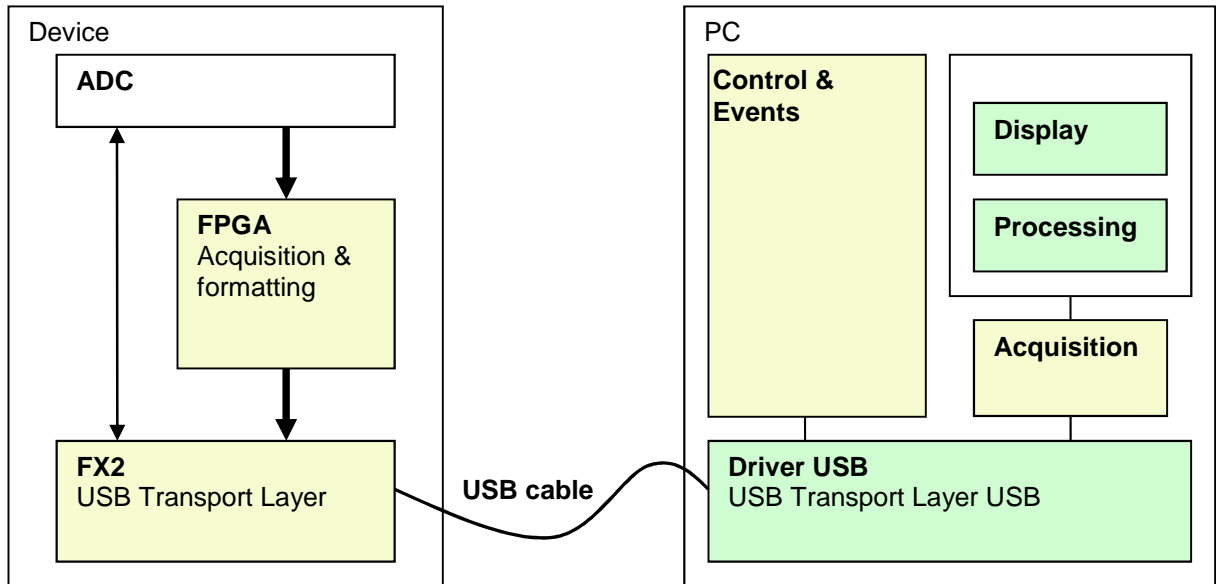 Device
ADC
FPGA
Acquisition &
formatting
FX2
USB Transport Layer
USB cable
PC
Control &
Events
Display
Processing
Acquisition
Driver USB
USB Transport Layer USB